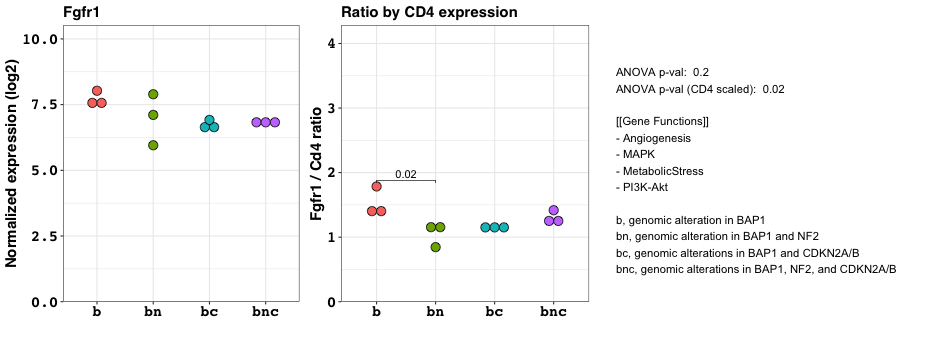 Fgfr1
Normalized expression (log2)
10.0
7.5
5.0
2.5
0.0
b bn bc bnc
Ratio by CD4 expression
Fgfr1 / Cd4 ratio
4
3
2
1
0
0.02
b bn bc bnc
ANOVA p-val: 0.2
ANOVA p-val (CD4 scaled): 0.02
[[Gene Functions]]
- Angiogenesis
- MAPK
- MetabolicStress
- PI3K-Akt
b, genomic alteration in BAP1
bn, genomic alteration in BAP1 and NF2
bc, genomic alterations in BAP1 and CDKN2A/B
bnc, genomic alterations in BAP1, NF2, and CDKN2A/B